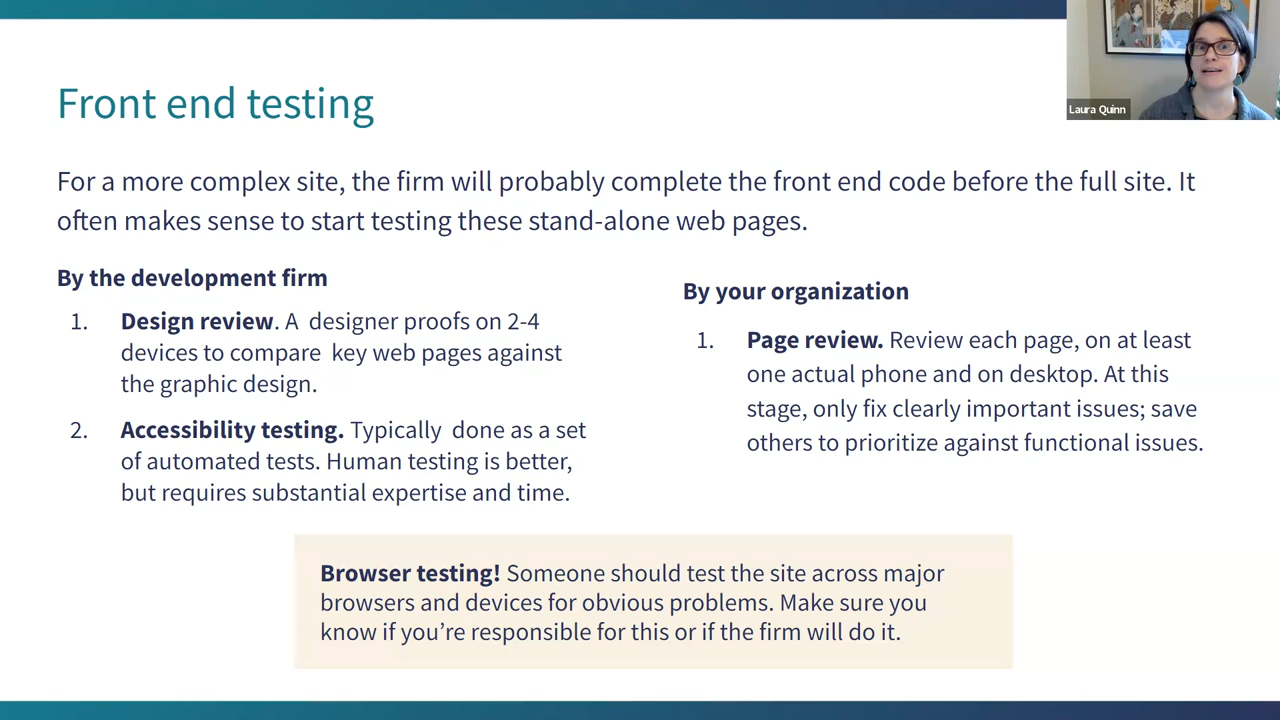 Laura Quinn
Front end testing
For a more complex site, the firm will probably complete the front end code before the full site. It
often makes sense to start testing these stand-alone web pages.
By the development firm
1. Design review. A  designer proofs on 2-4
devices to compare  key web pages against
the graphic design.
2. Accessibility testing. Typically  done as a set
of automated tests. Human testing is better,
but requires substantial expertise and time.
By your organization
1. Page review. Review each page, on at least
one actual phone and on desktop. At this
stage, only fix clearly important issues; save
others to prioritize against functional issues.
Browser testing! Someone should test the site across major
browsers and devices for obvious problems. Make sure you
know if you’re responsible for this or if the firm will do it.